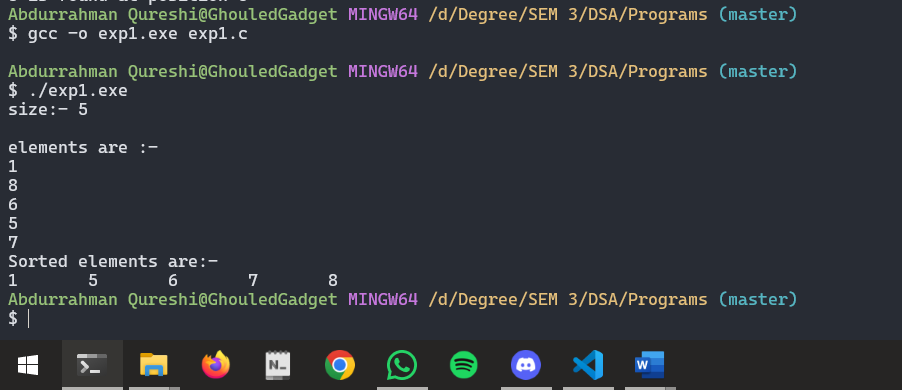 Abdurrahman Qureshi@GhouledGadget MINGW64 /d/Degree/SEM 3/DSA/Programs (master)
$ gcc -o exp1.exe exp1.c
Abdurrahman Qureshi@GhouledGadget MINGW64 /d/Degree/SEM 3/DSA/Programs (master)
$ ./exp1.exe
size:- 5
elements are :-
1
8
6
5
7
Sorted elements are:-
1 5 6 7 8
Abdurrahman Qureshi@GhouledGadget MINGW64 /d/Degree/SEM 3/DSA/Programs (master)
$
N_ W